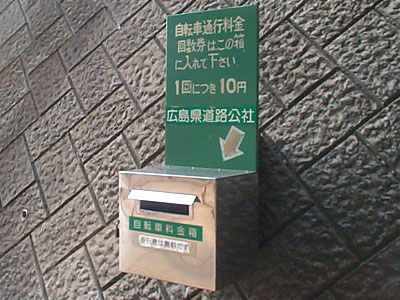 自転車通行料金
回数券はこの箱
に入れて下さい
1回につき10円
広島県道路公社
自転車料金箱
歩行者は無料です